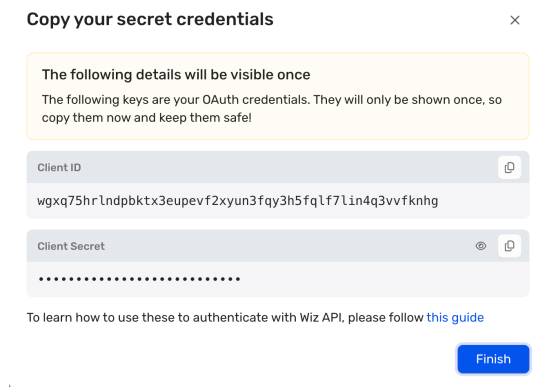 Copy your secret credentials
The following details will be visible once
The following keys are your OAuth credentials. They will only be shown once, so
copy them now and keep them safe!
Client ID
wgxq75hrlndpbktx3eupevf2xyun3fqy3h5fqlf7lin4q3vvfknhg
Client Secret
•••••••••••••••••••••••••••
To learn how to use these to authenticate with Wiz API, please follow this guide
Finish